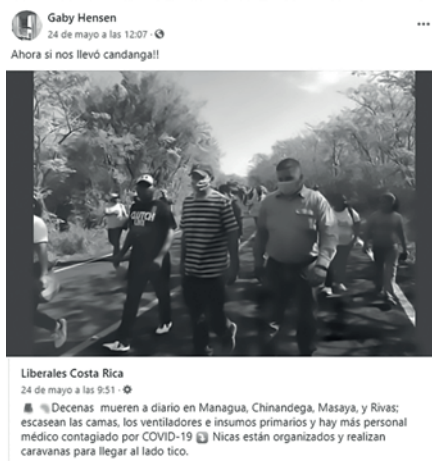 Gaby Hensen
24 de mayo a las 12:07 ·
Ahora si nos llevó candanga!!
CLUTCH
Liberales Costa Rica
24 de mayo a las 9:51 ·
Decenas mueren a diario en Managua, Chinandega, Masaya, y Rivas;
escasean las camas, los ventiladores e insumos primarios y hay más personal
médico contagiado por COVID-19 Nicas están organizados y realizan
caravanas para llegar al lado tico.